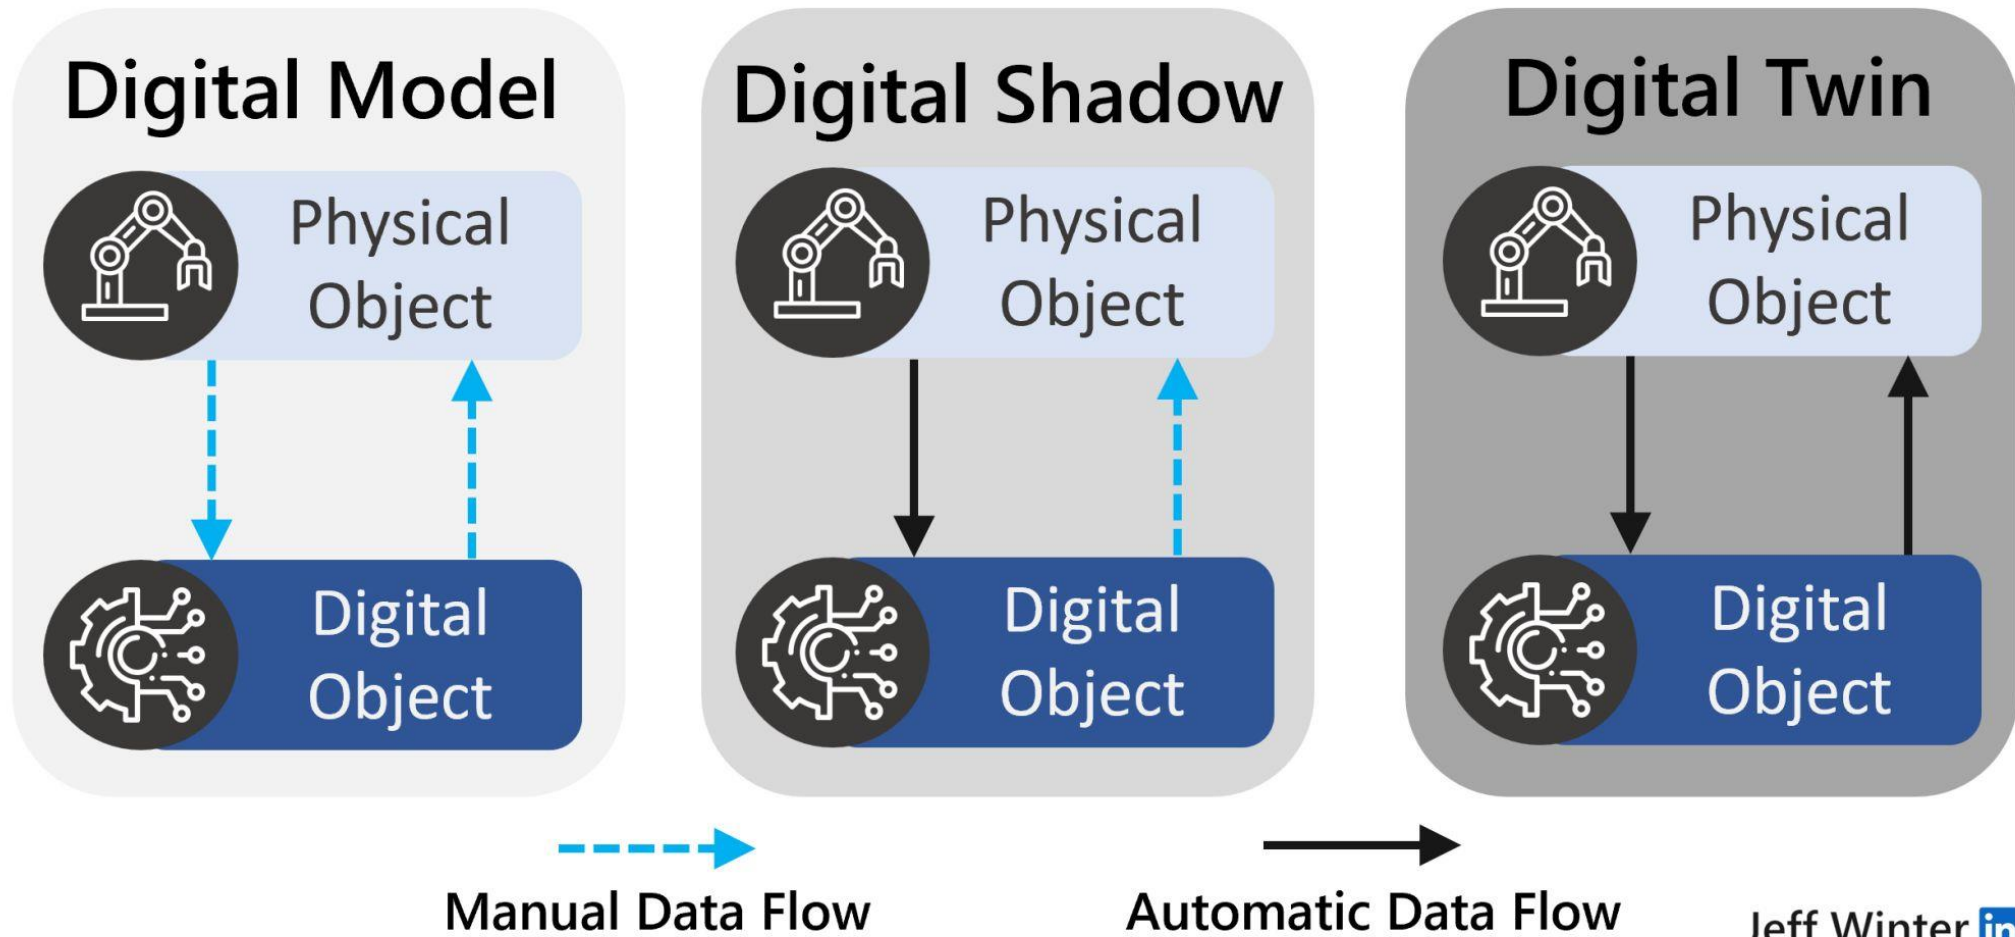 Digital Model
Physical
Object
Digital
Object
Digital Shadow
Physical
Object
Digital
Object
Digital Twin
Physical
Object
Digital
Object
Manual Data Flow
Automatic Data Flow
Jeff Winter in